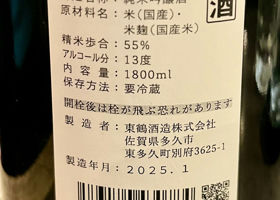 純米吟醸酒
酒
原材料名：米(国産)・
米麹(国産米)
精米歩合：55%
アルコール分：13度
内容量：1800ml
保存方法：要冷蔵
開栓後は栓が飛ぶ恐れがあります
製造者：東鶴酒造株式会社
佐賀県多久市
東多久町別府3625-1
製造年月：2025.1